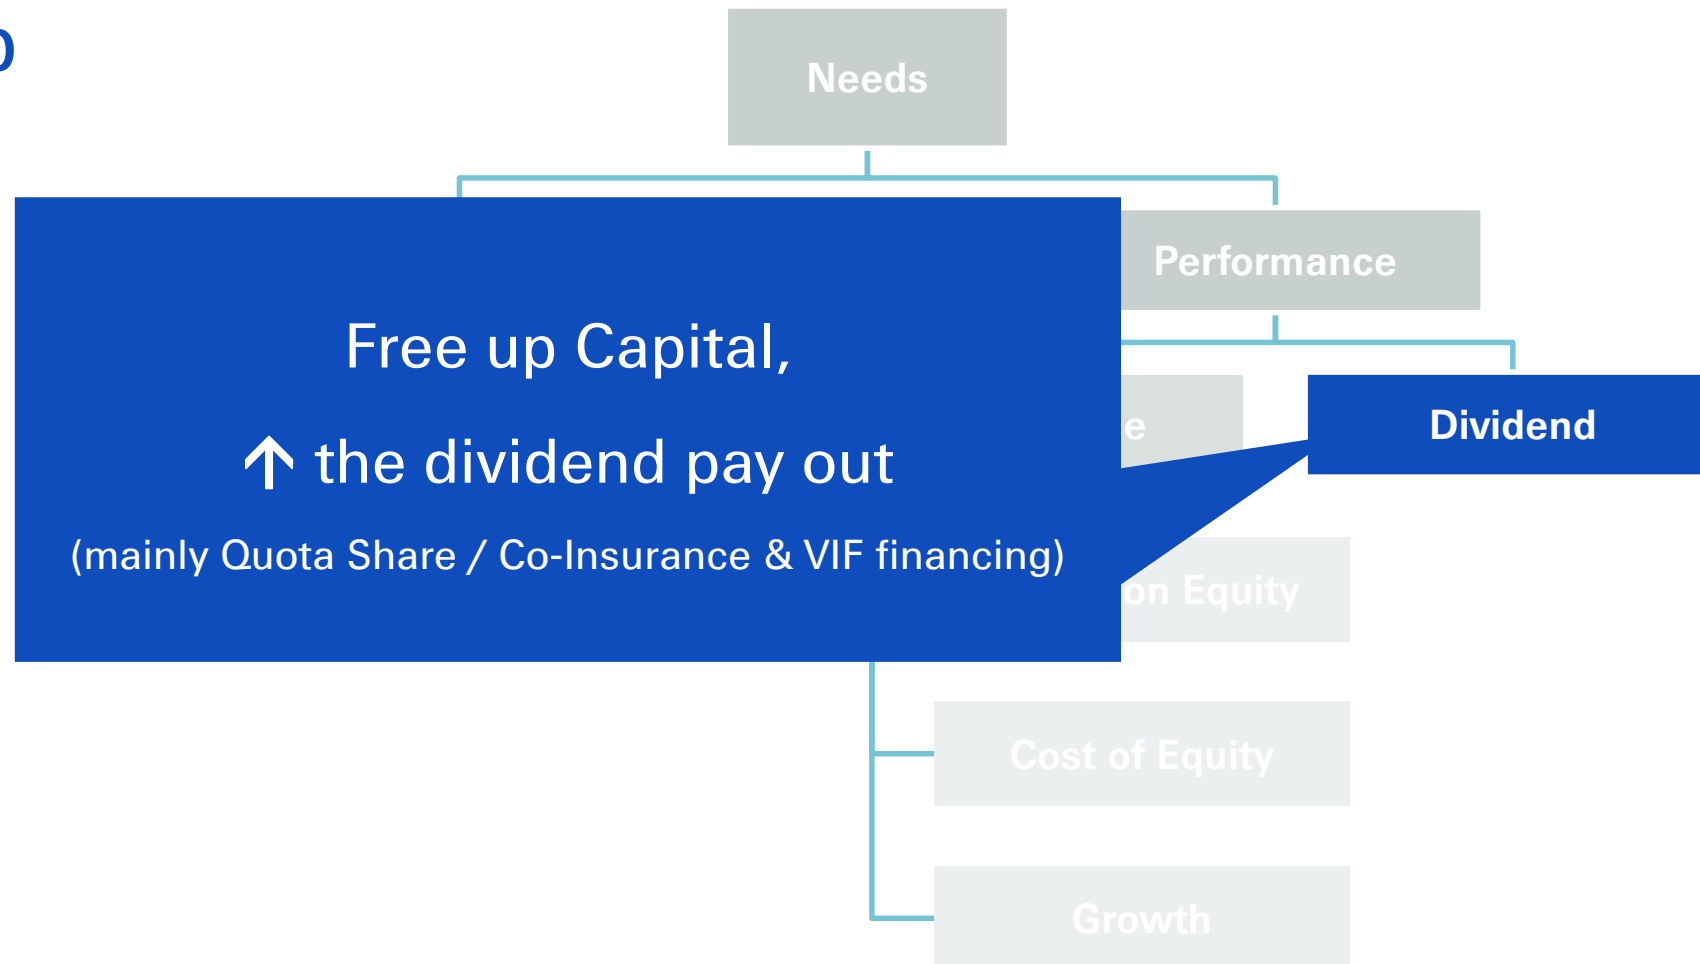 Needs
Performance
Free up Capital,
↑ the dividend pay out
(mainly Quota Share / Co-Insurance & VIF financing)
Dividend
on Equity
Cost of Equity
Growth